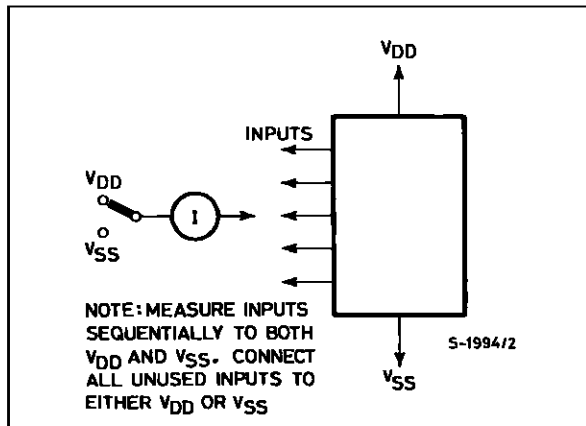 VDD
INPUTS
VDD
I
VSS
NOTE: MEASURE INPUTS
SEQUENTIALLY TO BOTH
VDD AND VSS. CONNECT
ALL UNUSED INPUTS TO
EITHER VDD OR VSS
S-1994/2
VSS